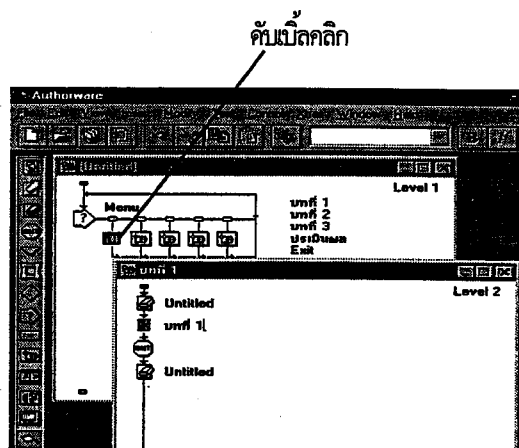 ดับเบิ้ลคลิก
Authorware
[Untitled]
Level 1
Menu
บทที่ 1
บทที่ 2
บทที่ 3
ประเมินผล
Exit
บทที่ 1
Level 2
Untitled
บทที่ 1
WAIT
Untitled